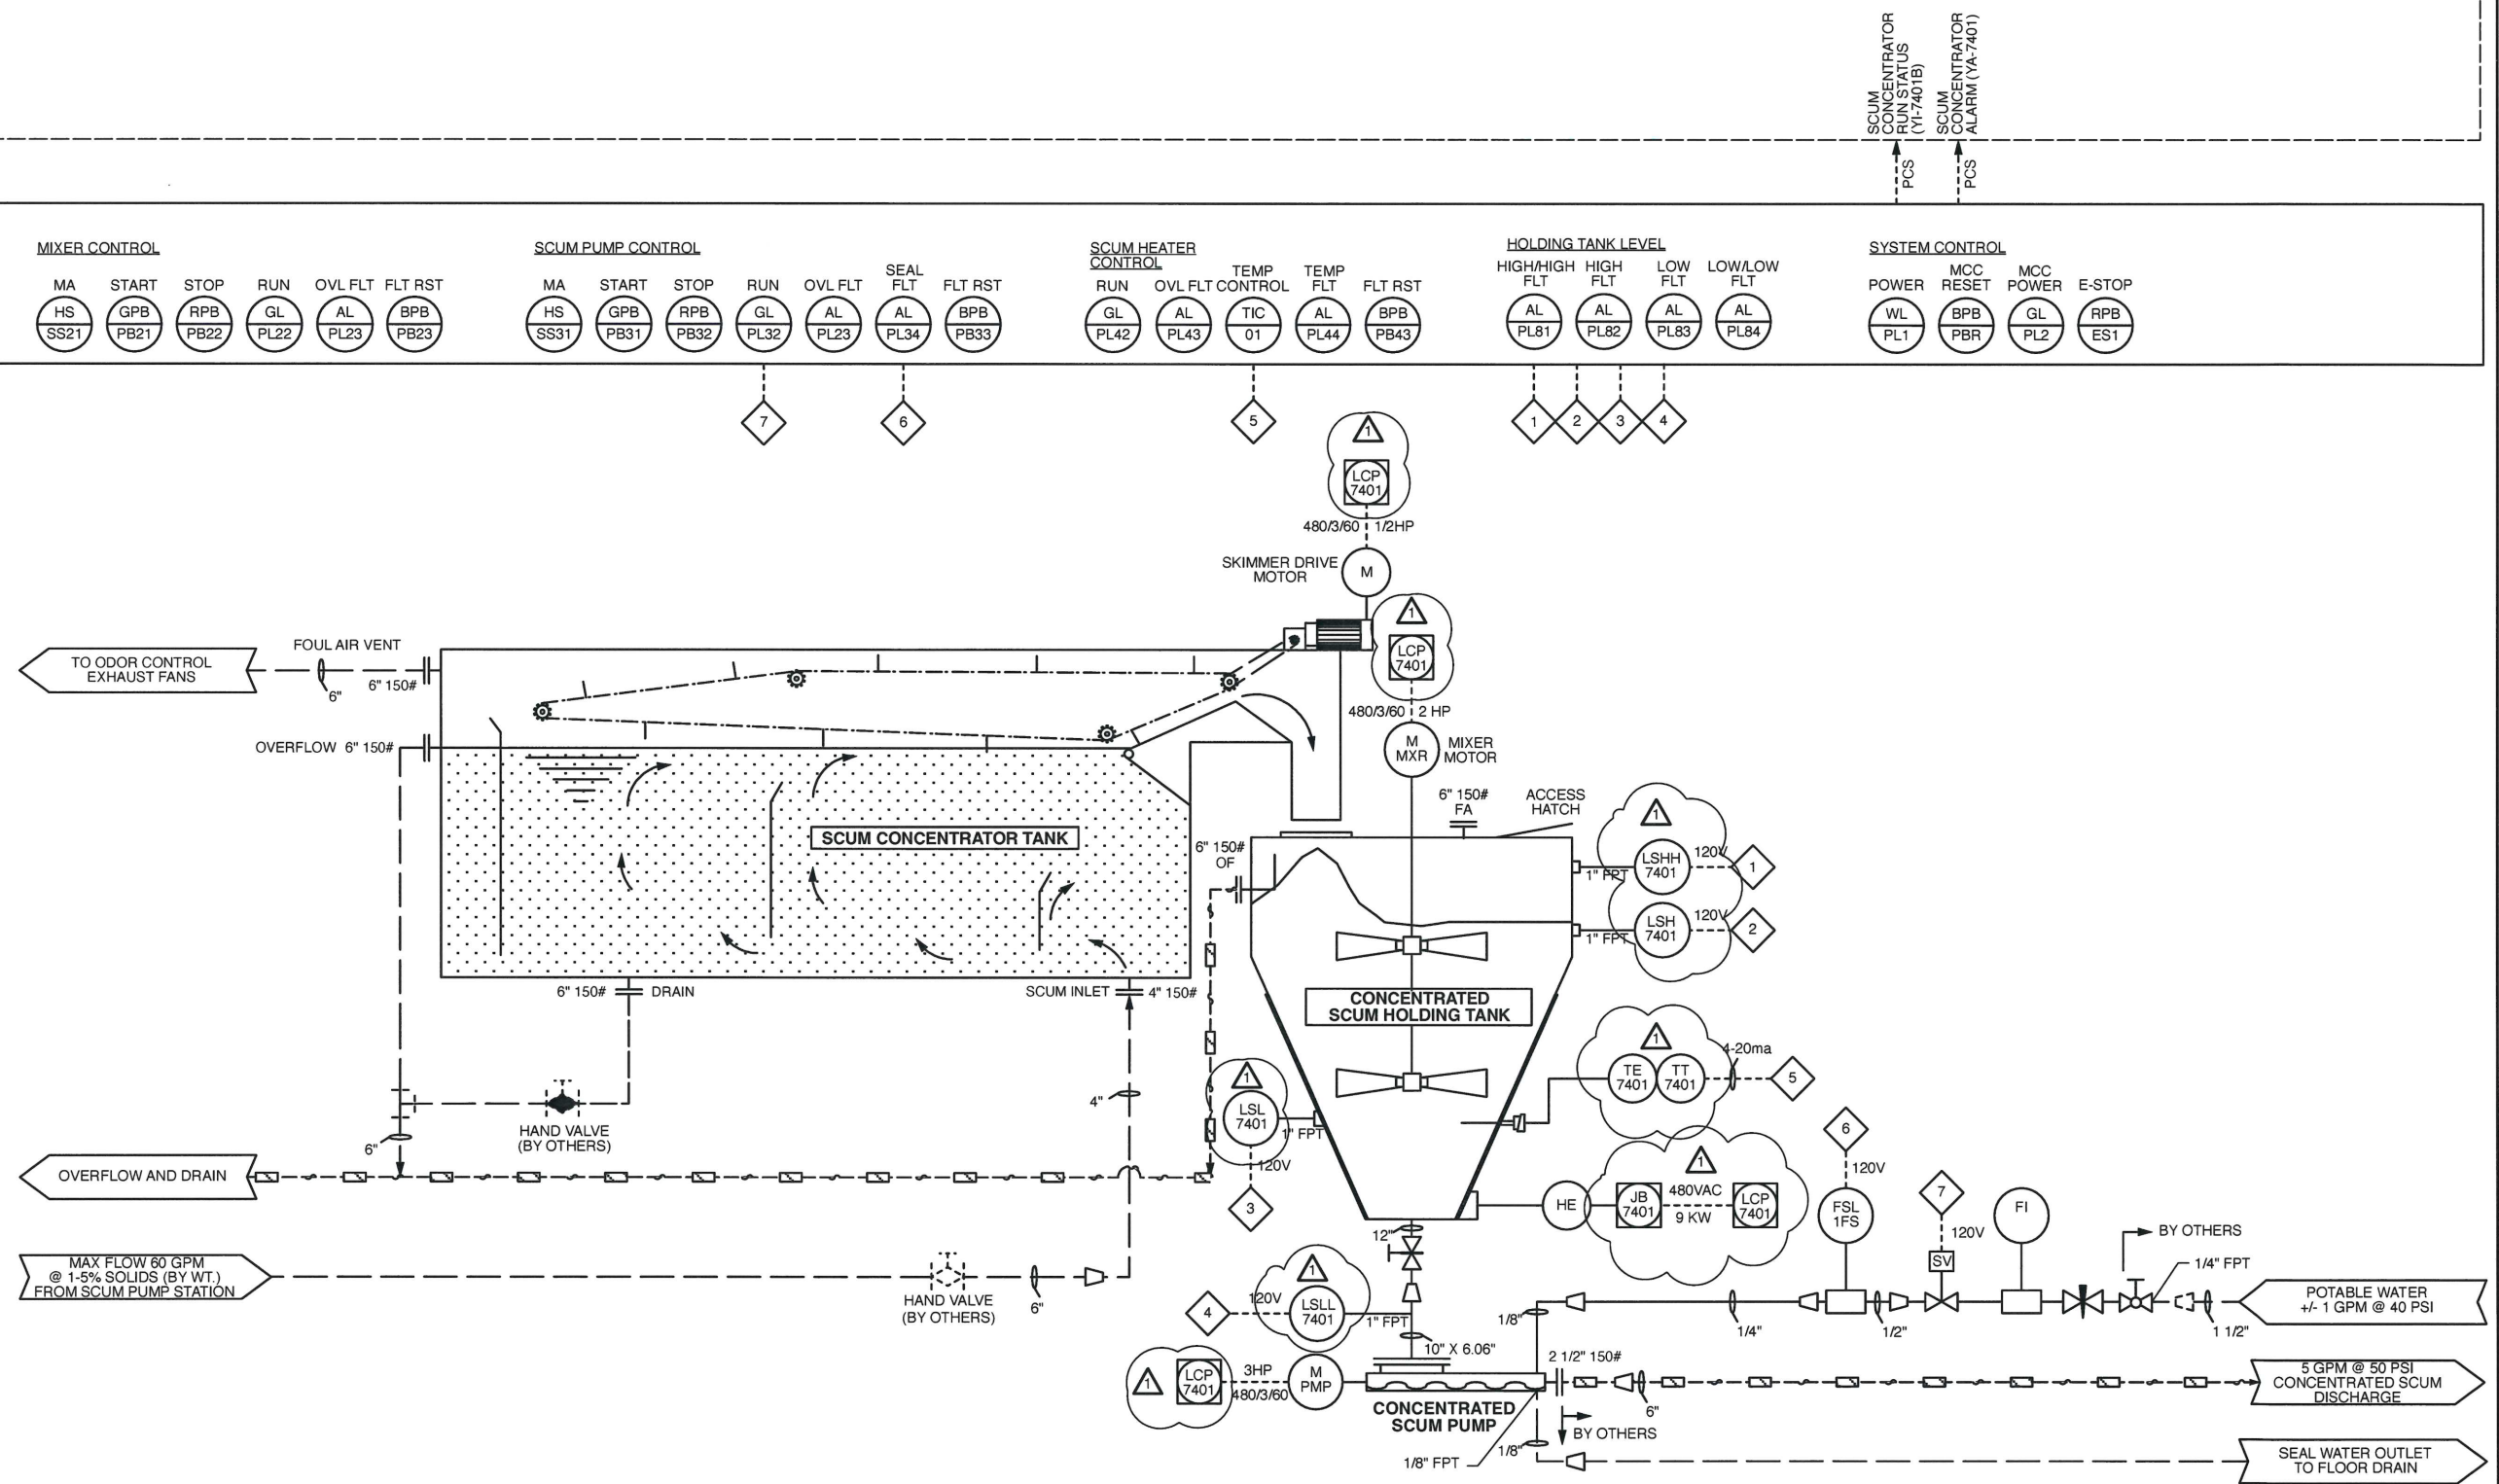 SCUM
CONCENTRATOR
RUN STATUS
(YI-7401B)
SCUM
CONCENTRATOR
ALARM (YA-7401)
PCS
PCS
MIXER CONTROL
MA START STOP RUN OVL FLT FLT RST
HS GPB RPB GL AL BPB
SS21 PB21 PB22 PL22 PL23 PB23
SCUM PUMP CONTROL
MA START STOP RUN OVL FLT SEAL FLT FLT RST
HS GPB RPB GL AL AL BPB
SS31 PB31 PB32 PL32 PL23 PL34 PB33
SCUM HEATER
CONTROL
RUN OVL FLT TEMP CONTROL TEMP FLT FLT RST
GL AL TIC AL BPB
PL42 PL43 01 PL44 PB43
HOLDING TANK LEVEL
HIGH/HIGH FLT HIGH FLT LOW FLT LOW/LOW FLT
AL AL AL AL
PL81 PL82 PL83 PL84
SYSTEM CONTROL
POWER MCC RESET MCC POWER E-STOP
WL BPB GL RPB
PL1 PBR PL2 ES1
7 6 5 1 2 3 4
1
LCP
7401
480/3/60 1/2HP
SKIMMER DRIVE
MOTOR
M
1
LCP
7401
480/3/60 2 HP
M
MXR
MIXER
MOTOR
TO ODOR CONTROL
EXHAUST FANS
FOUL AIR VENT
6"
6" 150#
OVERFLOW 6" 150#
SCUM CONCENTRATOR TANK
6" 150#
OF
6" 150#
FA
ACCESS
HATCH
1
LSHH
7401
120V
1
1" FPT
LSH
7401
120V
2
1" FPT
6" 150# DRAIN
SCUM INLET 4" 150#
CONCENTRATED
SCUM HOLDING TANK
1
TE
7401
TT
7401
4-20ma
5
4"
1
LSL
7401
1" FPT
120V
3
HAND VALVE
(BY OTHERS)
6"
OVERFLOW AND DRAIN
1
HE
JB
7401
480VAC
9 KW
LCP
7401
6
120V
FSL
1FS
7
120V
SV
FI
BY OTHERS
1/4" FPT
MAX FLOW 60 GPM
@ 1-5% SOLIDS (BY WT.)
FROM SCUM PUMP STATION
HAND VALVE
(BY OTHERS)
6"
12"
1
4
120V
LSLL
7401
1" FPT
10" X 6.06"
1/8"
1/4"
1/2"
1 1/2"
POTABLE WATER
+/- 1 GPM @ 40 PSI
1
LCP
7401
3HP
480/3/60
M
PMP
2 1/2" 150#
6"
5 GPM @ 50 PSI
CONCENTRATED SCUM
DISCHARGE
CONCENTRATED
SCUM PUMP
BY OTHERS
1/8" FPT
1/8"
SEAL WATER OUTLET
TO FLOOR DRAIN